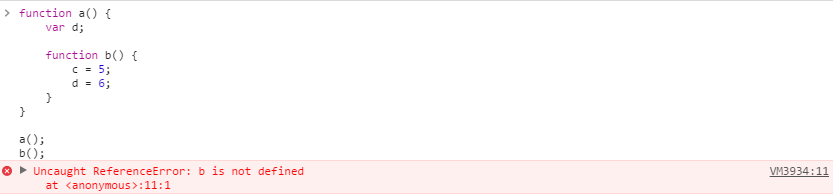 function a() {
    var d;

    function b() {
        c = 5;
        d = 6;
    }
}

a();
b();
Uncaught ReferenceError: b is not defined VM3934:11
    at <anonymous>:11:1